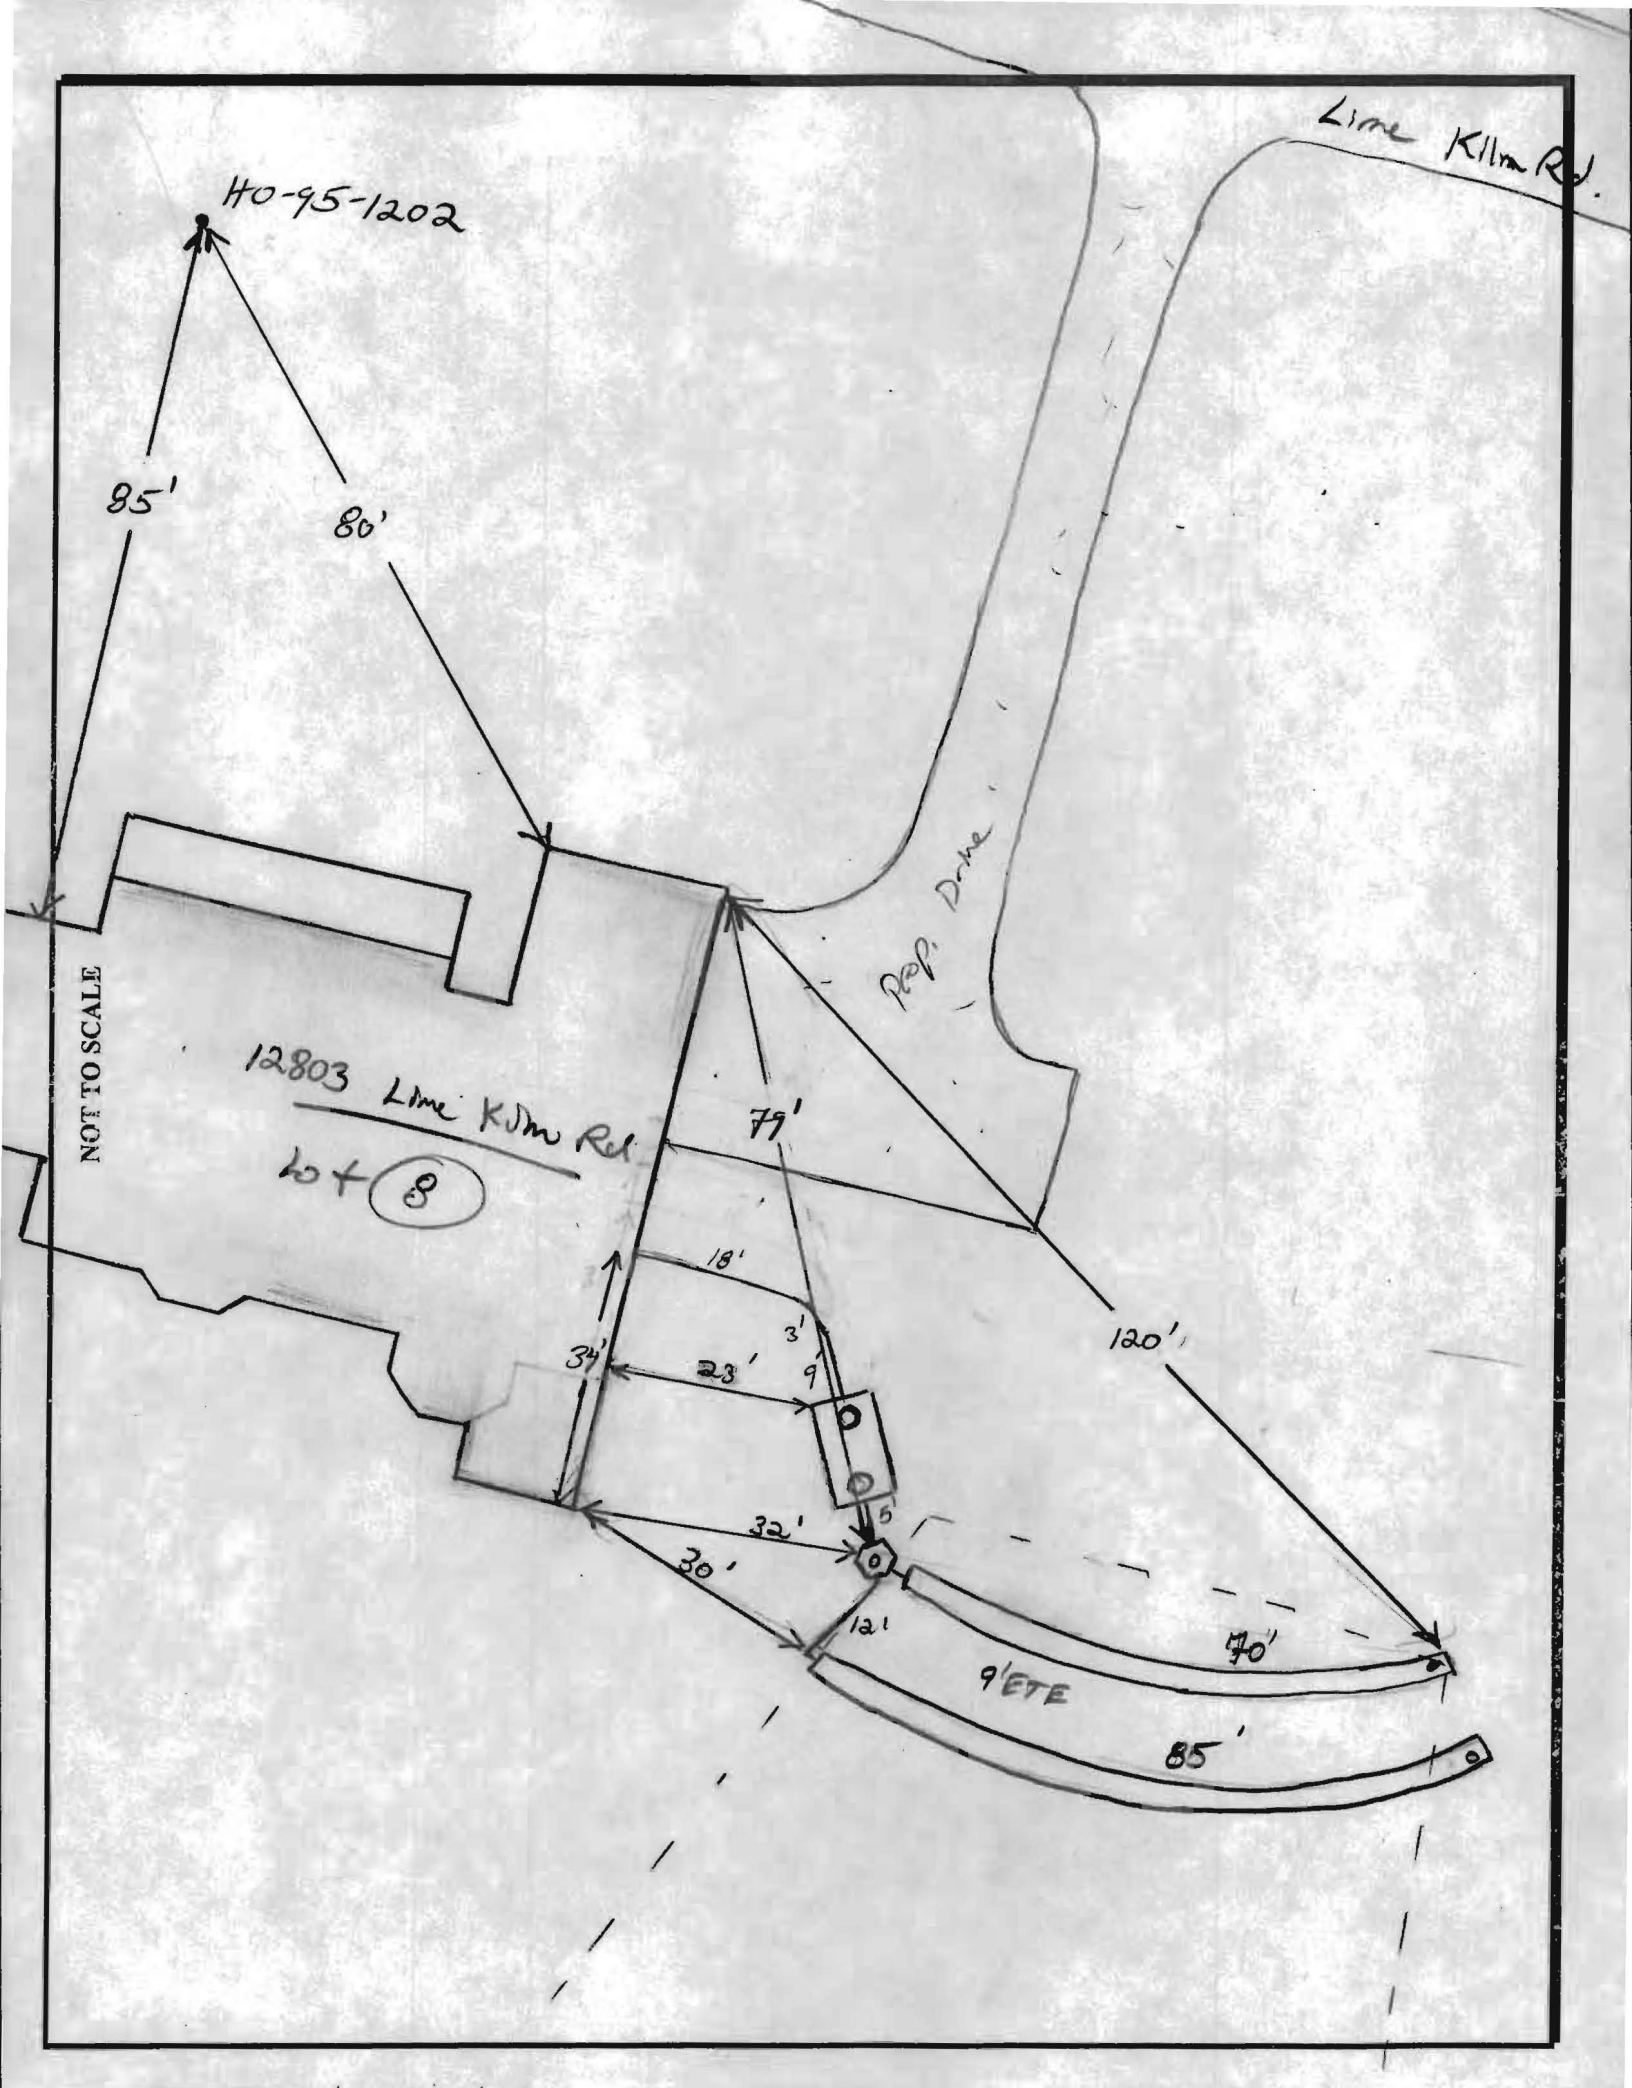 Lime Kiln Rd.
HO-95-1202
85'
80'
Prop. Drive
NOT TO SCALE
12803 Lime Kiln Rd
Lot 8
79'
18'
3'
9'
34'
23'
120'
5'
32'
30'
12'
70'
9' ETE
85'